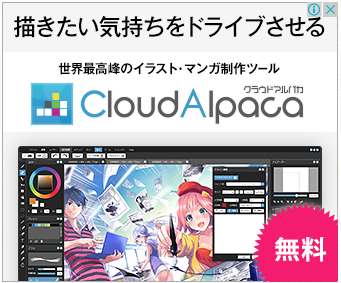 描きたい気持ちをドライブさせる
世界最高峰のイラスト・マンガ制作ツール
クラウドアルパカ
CloudAlpaca
無料